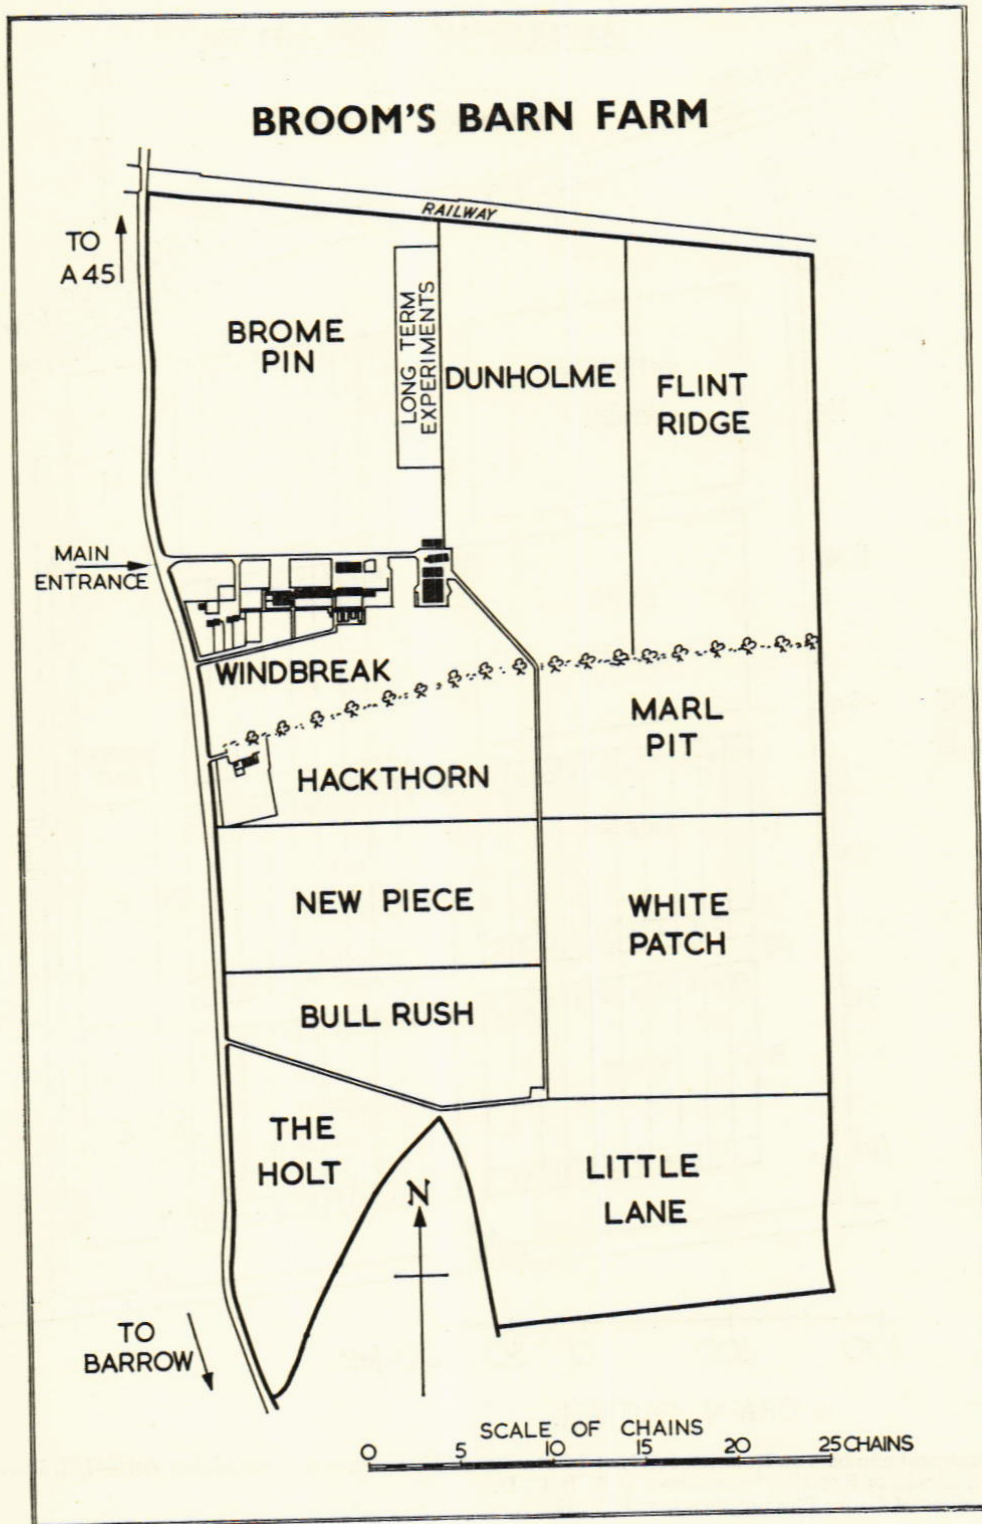 BROOM'S BARN FARM
RAILWAY
TO
A 45
BROME
PIN
LONG TERM
EXPERIMENTS
DUNHOLME
FLINT
RIDGE
MAIN
ENTRANCE
WINDBREAK
MARL
PIT
HACKTHORN
NEW PIECE
WHITE
PATCH
BULL RUSH
THE
HOLT
LITTLE
LANE
N
TO
BARROW
SCALE OF CHAINS
0 5 10 15 20 25 CHAINS